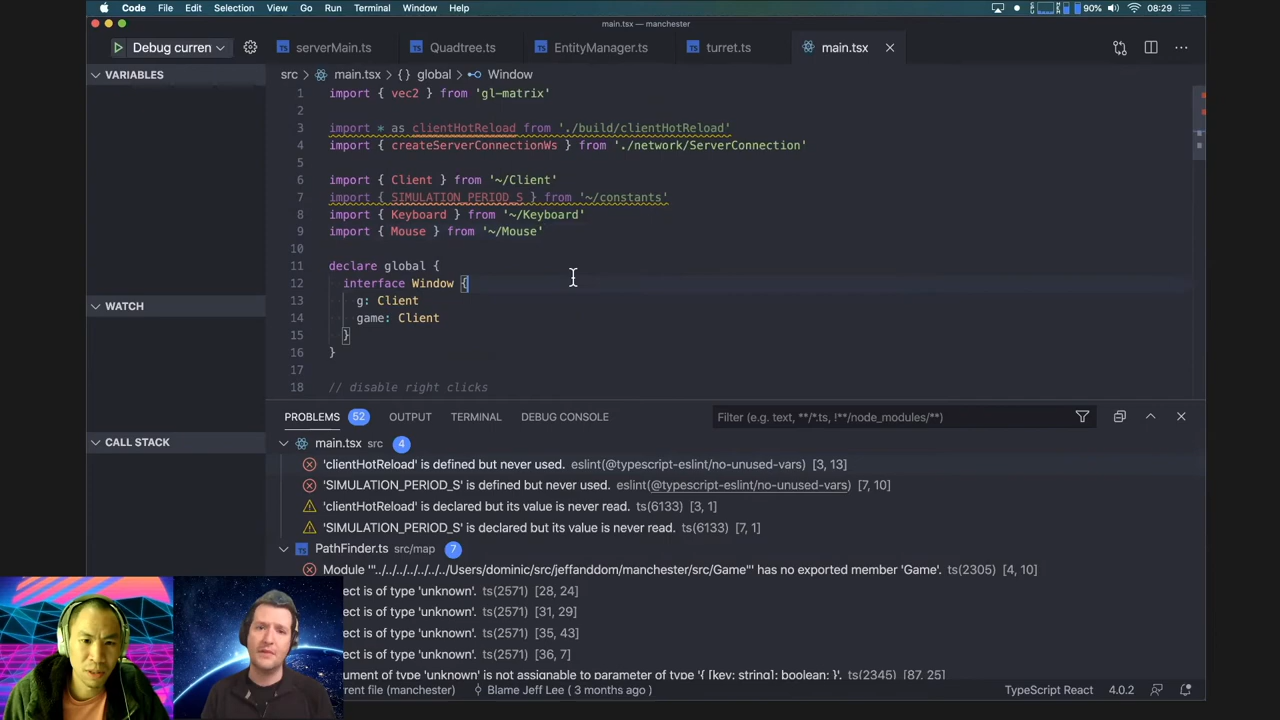 Code File Edit Selection View Go Run Terminal Window Help 90% 08:29
main.tsx — manchester
Debug curren serverMain.ts Quadtree.ts EntityManager.ts turret.ts main.tsx
VARIABLES
src main.tsx {} global Window
1 import { vec2 } from 'gl-matrix'
2
3 import * as clientHotReload from './build/clientHotReload'
4 import { createServerConnectionWs } from './network/ServerConnection'
5
6 import { Client } from '~/Client'
7 import { SIMULATION_PERIOD_S } from '~/constants'
8 import { Keyboard } from '~/Keyboard'
9 import { Mouse } from '~/Mouse'
10
11 declare global {
12 interface Window {
13 g: Client
14 game: Client
15 }
16 }
17
18 // disable right clicks
WATCH
CALL STACK
PROBLEMS 52 OUTPUT TERMINAL DEBUG CONSOLE Filter (e.g. text, **/*.ts, !**/node_modules/**)
main.tsx src 4
'clientHotReload' is defined but never used. eslint(@typescript-eslint/no-unused-vars) [3, 13]
'SIMULATION_PERIOD_S' is defined but never used. eslint(@typescript-eslint/no-unused-vars) [7, 10]
'clientHotReload' is declared but its value is never read. ts(6133) [3, 1]
'SIMULATION_PERIOD_S' is declared but its value is never read. ts(6133) [7, 1]
PathFinder.ts src/map 7
Module '"../../../../../../../Users/dominic/src/jeffanddom/manchester/src/Game"' has no exported member 'Game'. ts(2305) [4, 10]
ect is of type 'unknown'. ts(2571) [28, 24]
ect is of type 'unknown'. ts(2571) [31, 29]
ect is of type 'unknown'. ts(2571) [35, 43]
ect is of type 'unknown'. ts(2571) [36, 7]
ument of type 'unknown' is not assignable to parameter of type '{ [key: string]: boolean; }'. ts(2345) [87, 25]
rent file (manchester) Blame Jeff Lee ( 3 months ago ) TypeScript React 4.0.2